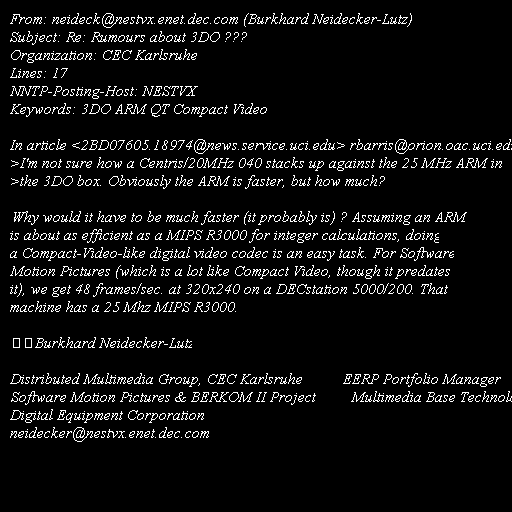 From: neideck@nestvx.enet.dec.com (Burkhard Neidecker-Lutz)
Subject: Re: Rumours about 3DO ???
Organization: CEC Karlsruhe
Lines: 17
NNTP-Posting-Host: NESTVX
Keywords: 3DO ARM QT Compact Video

In article <2BD07605.18974@news.service.uci.edu> rbarris@orion.oac.uci.ed
>I'm not sure how a Centris/20MHz 040 stacks up against the 25 MHz ARM in
>the 3DO box. Obviously the ARM is faster, but how much?

Why would it have to be much faster (it probably is) ? Assuming an ARM
is about as efficient as a MIPS R3000 for integer calculations, doing
a Compact-Video-like digital video codec is an easy task. For Software
Motion Pictures (which is a lot like Compact Video, though it predates
it), we get 48 frames/sec. at 320x240 on a DECstation 5000/200. That
machine has a 25 Mhz MIPS R3000.

Burkhard Neidecker-Lutz

Distributed Multimedia Group, CEC Karlsruhe EERP Portfolio Manager
Software Motion Pictures & BERKOM II Project Multimedia Base Technol
Digital Equipment Corporation
neidecker@nestvx.enet.dec.com